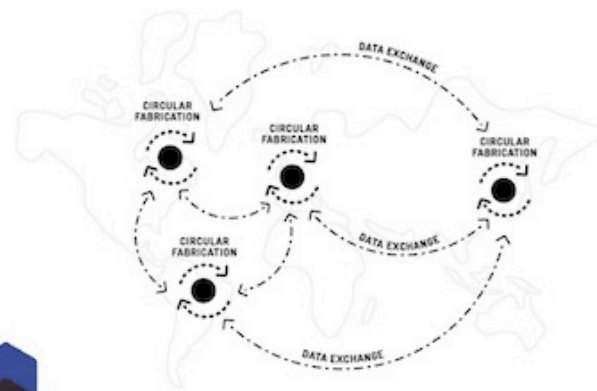 DATA EXCHANGE
CIRCULAR
FABRICATION
CIRCULAR
FABRICATION
CIRCULAR
FABRICATION
CIRCULAR
FABRICATION
DATA EXCHANGE
DATA EXCHANGE